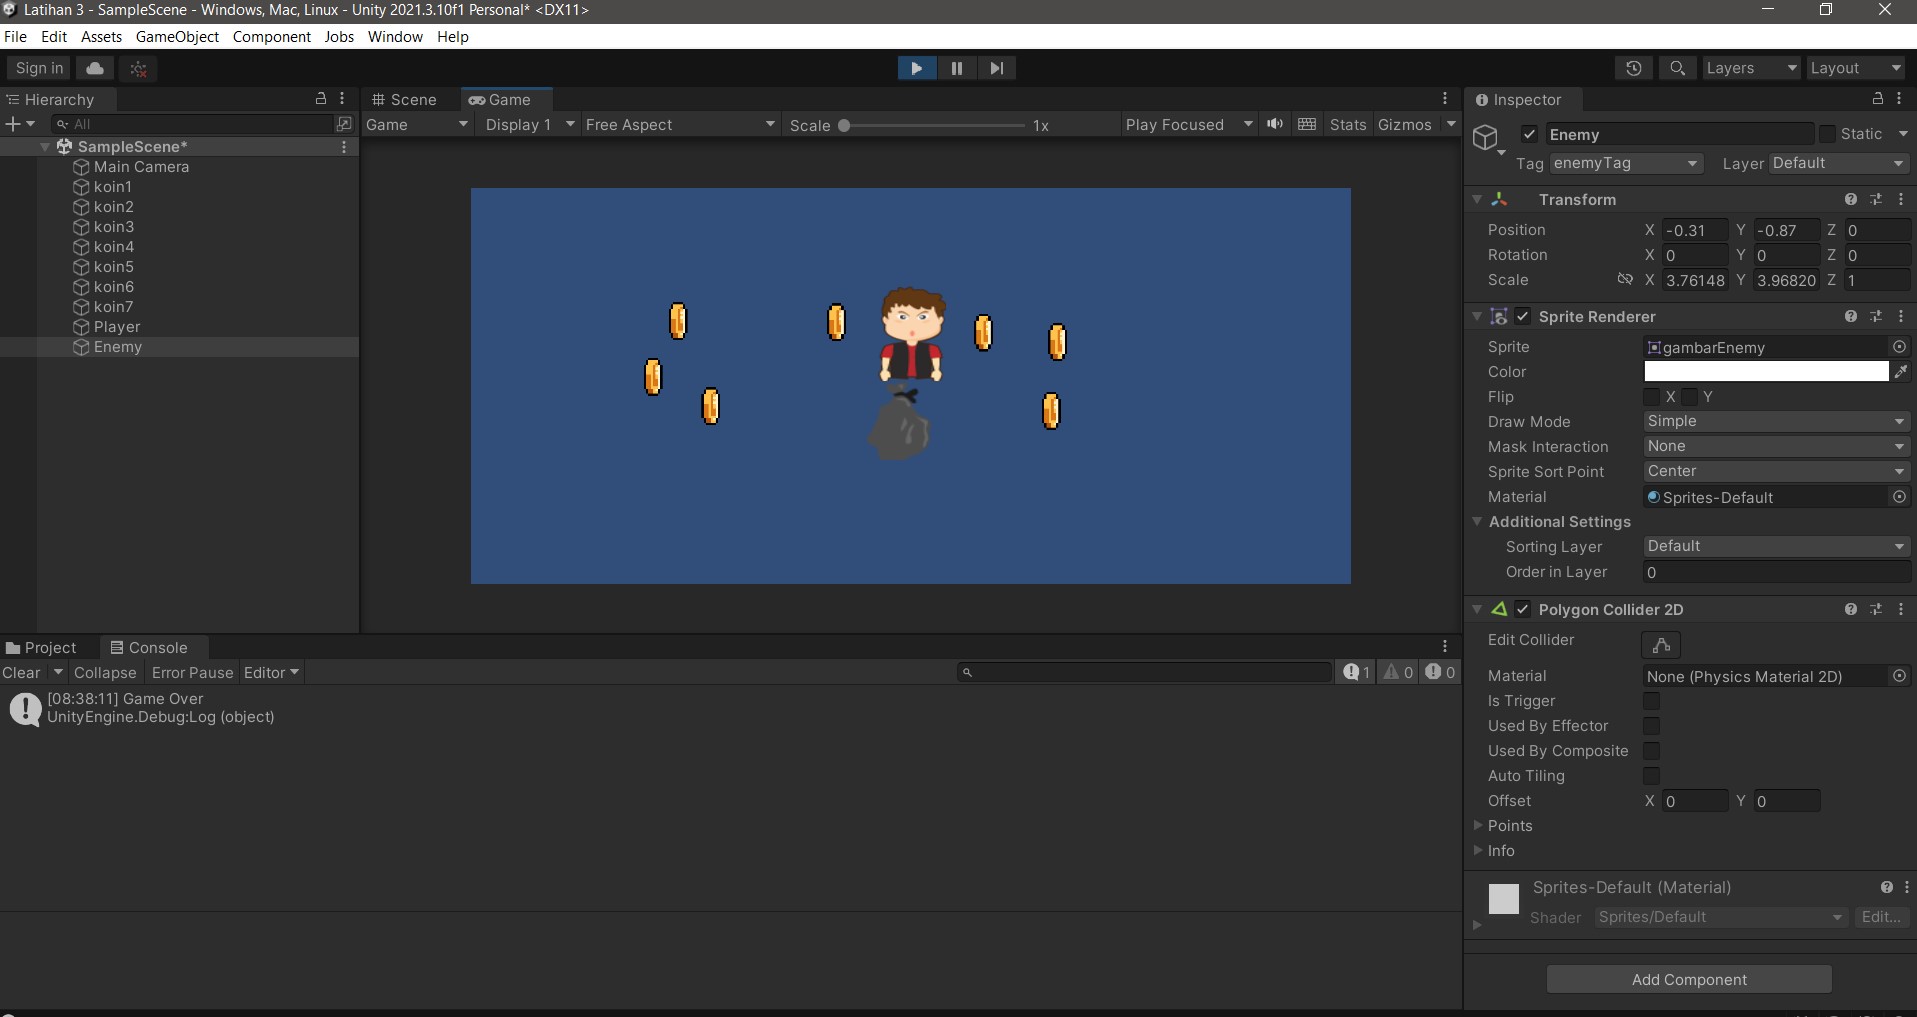 Latihan 3 - SampleScene - Windows, Mac, Linux - Unity 2021.3.10f1 Personal* <DX11>
File Edit Assets GameObject Component Jobs Window Help
Sign in
Layers Layout
Hierarchy
All
SampleScene*
Main Camera
koin1
koin2
koin3
koin4
koin5
koin6
koin7
Player
Enemy
Scene Game
Game Display 1 Free Aspect Scale 1x Play Focused Stats Gizmos
Project Console
Clear Collapse Error Pause Editor 1 0 0
[08:38:11] Game Over
UnityEngine.Debug:Log (object)
Inspector
Enemy Static
Tag enemyTag Layer Default
Transform
Position X -0.31 Y -0.87 Z 0
Rotation X 0 Y 0 Z 0
Scale X 3.76148 Y 3.96820 Z 1
Sprite Renderer
Sprite gambarEnemy
Color
Flip X Y
Draw Mode Simple
Mask Interaction None
Sprite Sort Point Center
Material Sprites-Default
Additional Settings
Sorting Layer Default
Order in Layer 0
Polygon Collider 2D
Edit Collider
Material None (Physics Material 2D)
Is Trigger
Used By Effector
Used By Composite
Auto Tiling
Offset X 0 Y 0
Points
Info
Sprites-Default (Material)
Shader Sprites/Default Edit...
Add Component